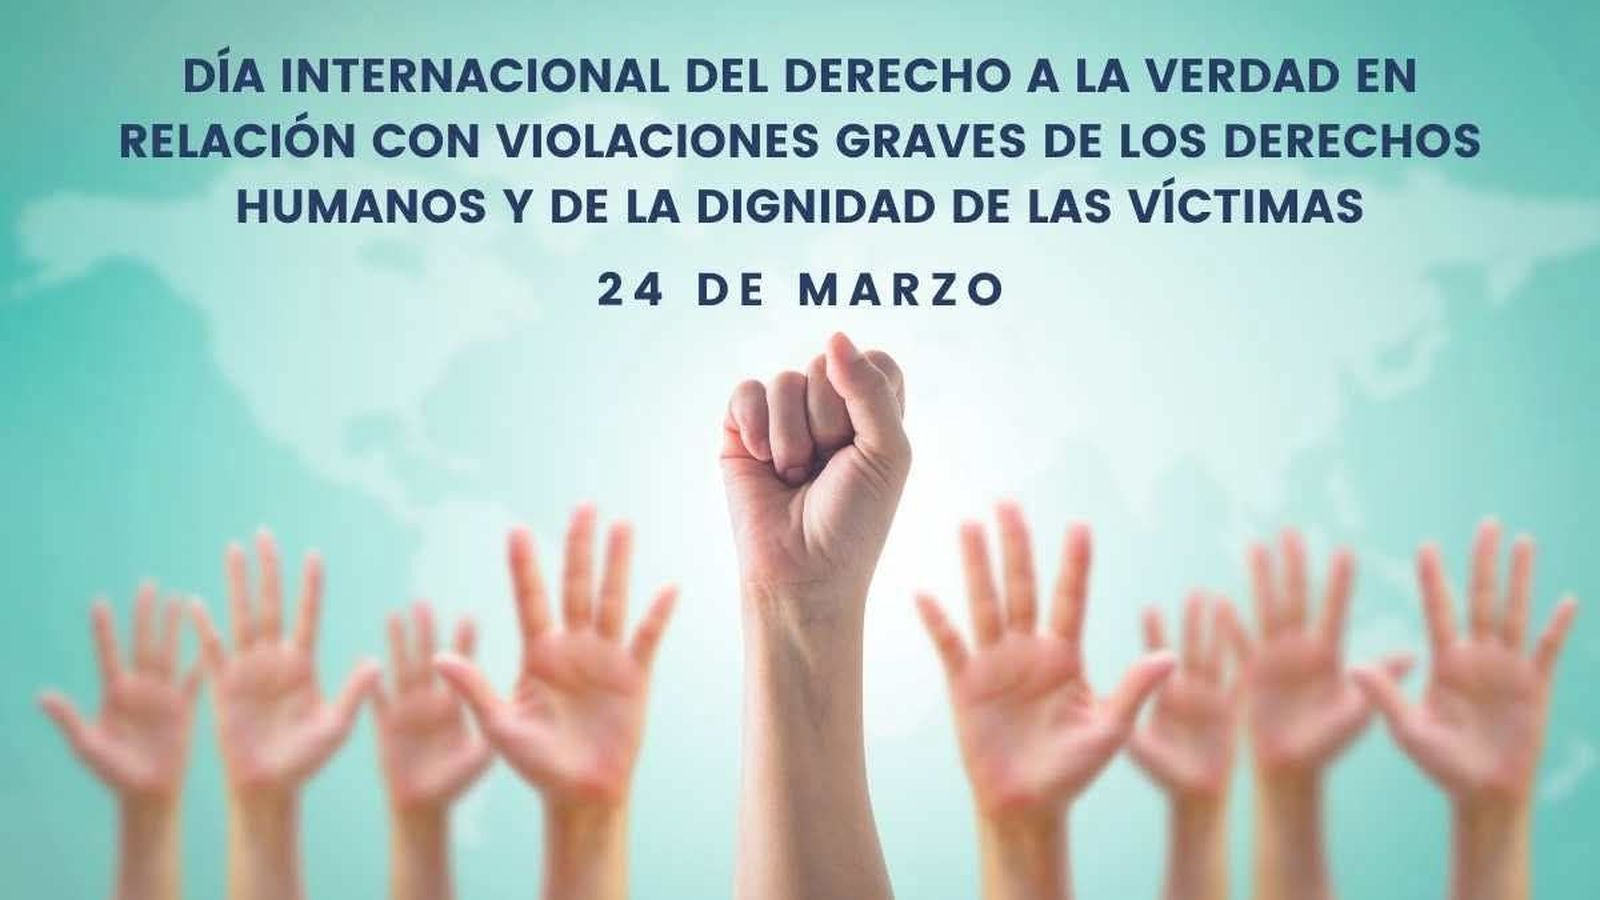 DÍA INTERNACIONAL DEL DERECHO A LA VERDAD EN
RELACIÓN CON VIOLACIONES GRAVES DE LOS DERECHOS
HUMANOS Y DE LA DIGNIDAD DE LAS VÍCTIMAS
24 DE MARZO